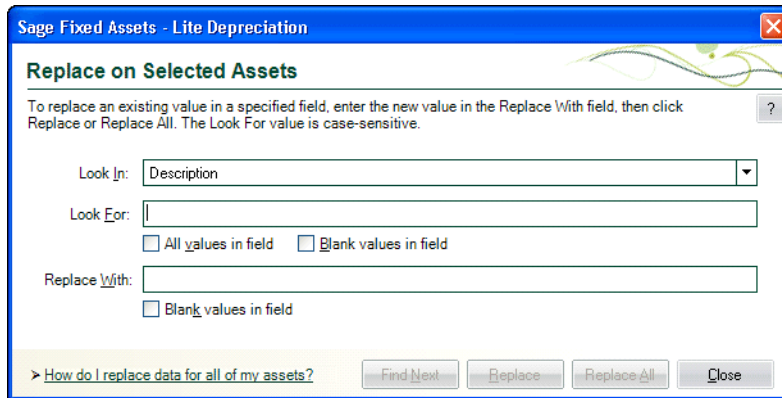 Sage Fixed Assets - Lite Depreciation
Replace on Selected Assets
To replace an existing value in a specified field, enter the new value in the Replace With field, then click
Replace or Replace All. The Look For value is case-sensitive.
?
Look In: Description
Look For:
All values in field Blank values in field
Replace With:
Blank values in field
➤ How do I replace data for all of my assets? Find Next Replace Replace All Close